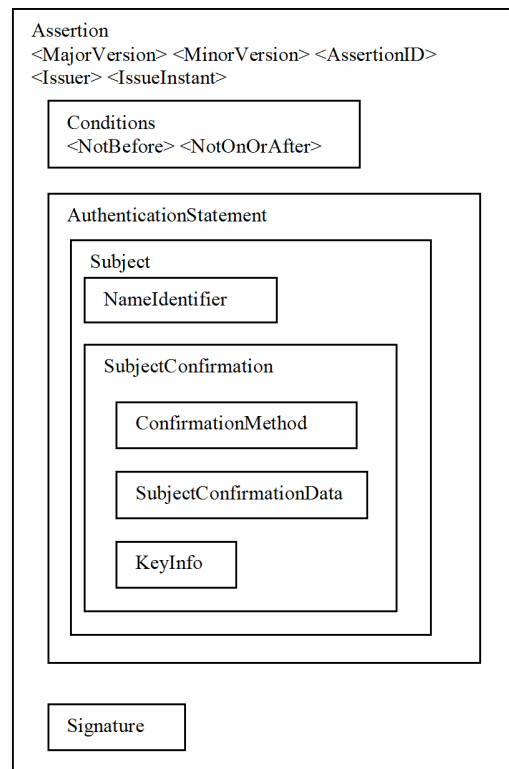 Assertion
<MajorVersion> <MinorVersion> <AssertionID>
<Issuer> <IssueInstant>
Conditions
<NotBefore> <NotOnOrAfter>
AuthenticationStatement
Subject
NameIdentifier
SubjectConfirmation
ConfirmationMethod
SubjectConfirmationData
KeyInfo
Signature